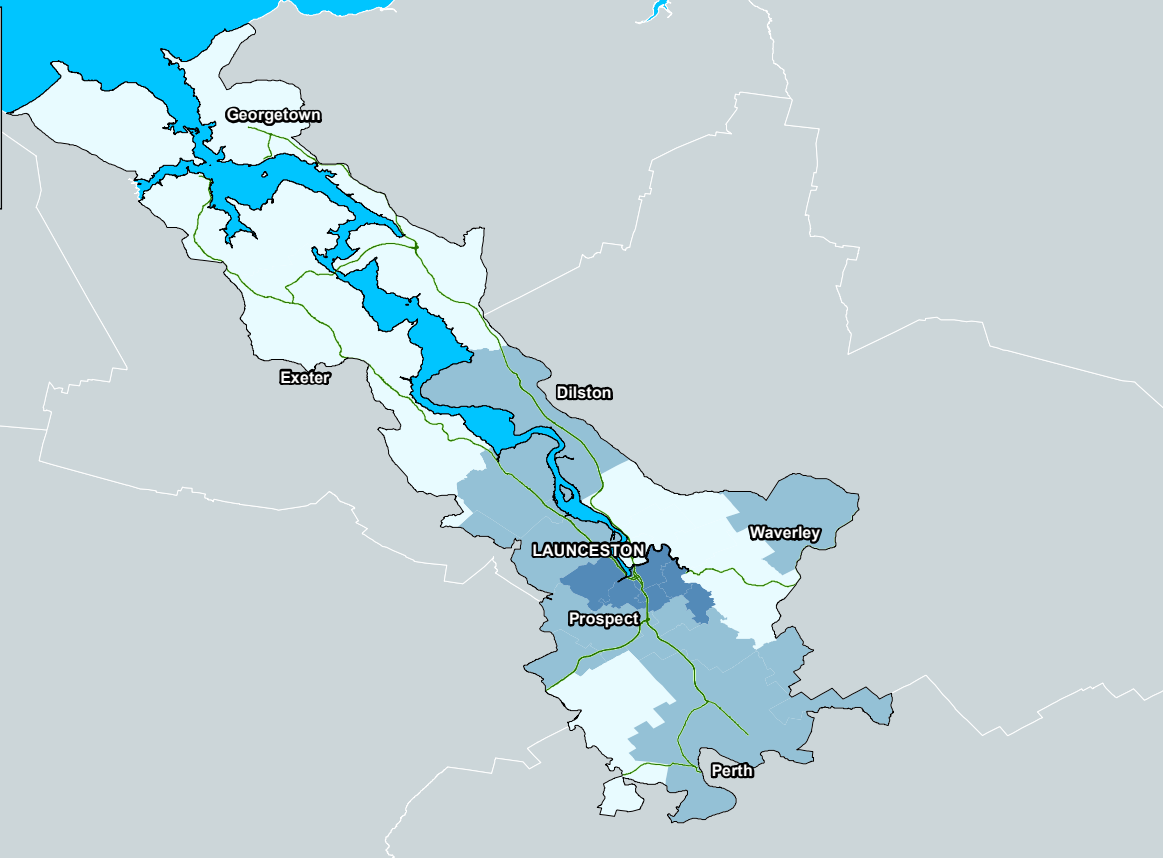 Georgetown
Exeter
Dilston
Waverley
LAUNCESTON
Prospect
Perth